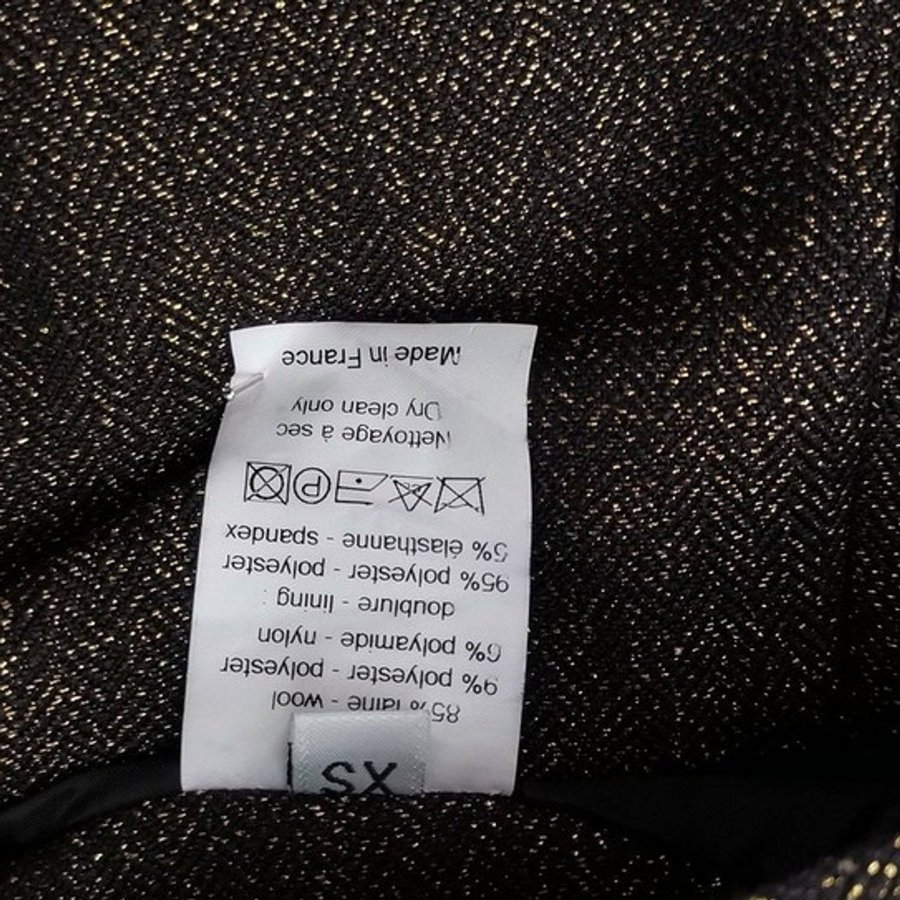 XS
85% laine - wool
9% polyester - polyester
6% polyamide - nylon
doublure - lining :
95% polyester - polyester
5% élasthanne - spandex
P
Nettoyage à sec
Dry clean only
Made in France